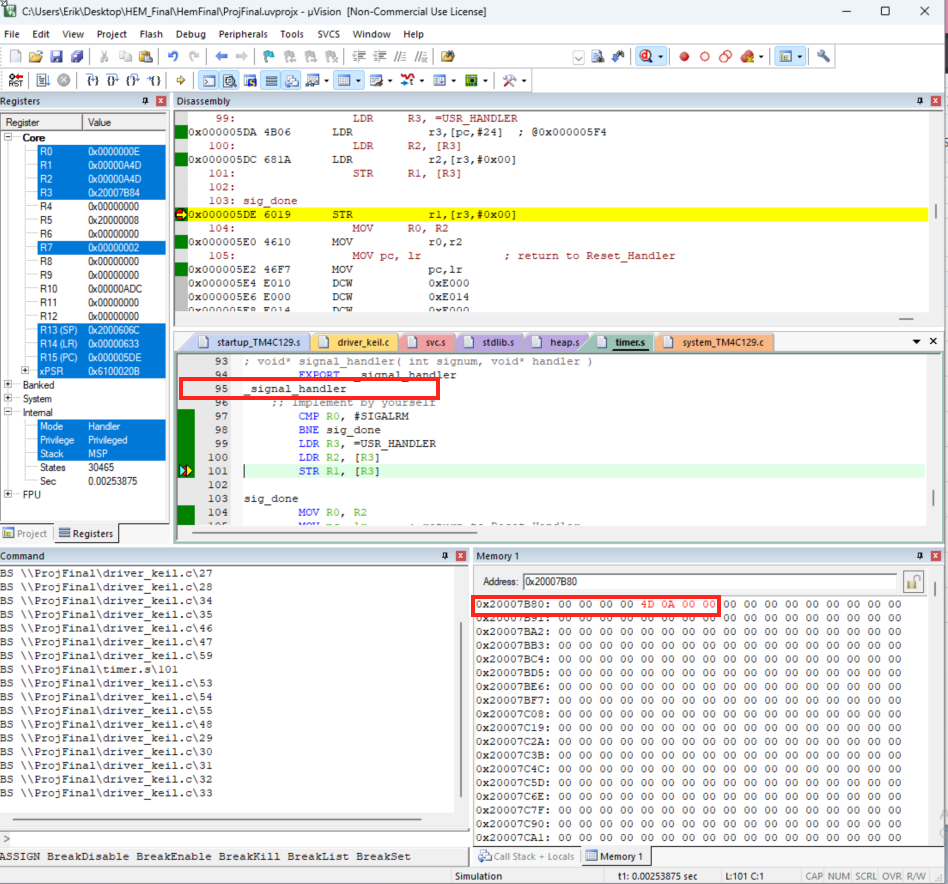 C:\Users\Erik\Desktop\HEM_Final\HemFinal\ProjFinal.uvprojx - µVision [Non-Commercial Use License]
File Edit View Project Flash Debug Peripherals Tools SVCS Window Help
RST
Registers
Register Value
Core
R0 0x0000000E
R1 0x00000A4D
R2 0x00000A4D
R3 0x20007B84
R4 0x00000000
R5 0x20000008
R6 0x00000000
R7 0x00000002
R8 0x00000000
R9 0x00000000
R10 0x00000ADC
R11 0x00000000
R12 0x00000000
R13 (SP) 0x2000606C
R14 (LR) 0x00000633
R15 (PC) 0x000005DE
xPSR 0x6100020B
Banked
System
Internal
Mode Handler
Privilege Privileged
Stack MSP
States 30465
Sec 0.00253875
FPU
Project Registers
Disassembly
99: LDR R3, =USR_HANDLER
0x000005DA 4B06 LDR r3,[pc,#24] ; @0x000005F4
100: LDR R2, [R3]
0x000005DC 681A LDR r2,[r3,#0x00]
101: STR R1, [R3]
102:
103: sig_done
0x000005DE 6019 STR r1,[r3,#0x00]
104: MOV R0, R2
0x000005E0 4610 MOV r0,r2
105: MOV pc, lr ; return to Reset_Handler
0x000005E2 46F7 MOV pc,lr
0x000005E4 E010 DCW 0xE000
0x000005E6 E000 DCW 0xE014
0x000005E8 E014 DCW 0xE000
startup_TM4C129.s driver_keil.c svc.s stdlib.s heap.s timer.s system_TM4C129.c
93 ; void* signal_handler( int signum, void* handler )
94 EXPORT _signal_handler
95 _signal_handler
96 ;; Implement by yourself
97 CMP R0, #SIGALRM
98 BNE sig_done
99 LDR R3, =USR_HANDLER
100 LDR R2, [R3]
101 STR R1, [R3]
102
103 sig_done
104 MOV R0, R2
105 MOV pc, lr ; return to Reset_Handler
Command
BS \\ProjFinal\driver_keil.c\27
BS \\ProjFinal\driver_keil.c\28
BS \\ProjFinal\driver_keil.c\34
BS \\ProjFinal\driver_keil.c\35
BS \\ProjFinal\driver_keil.c\46
BS \\ProjFinal\driver_keil.c\47
BS \\ProjFinal\driver_keil.c\59
BS \\ProjFinal\timer.s\101
BS \\ProjFinal\driver_keil.c\53
BS \\ProjFinal\driver_keil.c\54
BS \\ProjFinal\driver_keil.c\55
BS \\ProjFinal\driver_keil.c\48
BS \\ProjFinal\driver_keil.c\29
BS \\ProjFinal\driver_keil.c\30
BS \\ProjFinal\driver_keil.c\31
BS \\ProjFinal\driver_keil.c\32
BS \\ProjFinal\driver_keil.c\33
>
ASSIGN BreakDisable BreakEnable BreakKill BreakList BreakSet
Memory 1
Address: 0x20007B80
0x20007B80: 00 00 00 00 4D 0A 00 00 00 00 00 00 00 00 00 00 00
0x20007B91: 00 00 00 00 00 00 00 00 00 00 00 00 00 00 00 00 00
0x20007BA2: 00 00 00 00 00 00 00 00 00 00 00 00 00 00 00 00 00
0x20007BB3: 00 00 00 00 00 00 00 00 00 00 00 00 00 00 00 00 00
0x20007BC4: 00 00 00 00 00 00 00 00 00 00 00 00 00 00 00 00 00
0x20007BD5: 00 00 00 00 00 00 00 00 00 00 00 00 00 00 00 00 00
0x20007BE6: 00 00 00 00 00 00 00 00 00 00 00 00 00 00 00 00 00
0x20007BF7: 00 00 00 00 00 00 00 00 00 00 00 00 00 00 00 00 00
0x20007C08: 00 00 00 00 00 00 00 00 00 00 00 00 00 00 00 00 00
0x20007C19: 00 00 00 00 00 00 00 00 00 00 00 00 00 00 00 00 00
0x20007C2A: 00 00 00 00 00 00 00 00 00 00 00 00 00 00 00 00 00
0x20007C3B: 00 00 00 00 00 00 00 00 00 00 00 00 00 00 00 00 00
0x20007C4C: 00 00 00 00 00 00 00 00 00 00 00 00 00 00 00 00 00
0x20007C5D: 00 00 00 00 00 00 00 00 00 00 00 00 00 00 00 00 00
0x20007C6E: 00 00 00 00 00 00 00 00 00 00 00 00 00 00 00 00 00
0x20007C7F: 00 00 00 00 00 00 00 00 00 00 00 00 00 00 00 00 00
0x20007C90: 00 00 00 00 00 00 00 00 00 00 00 00 00 00 00 00 00
0x20007CA1: 00 00 00 00 00 00 00 00 00 00 00 00 00 00 00 00 00
Call Stack + Locals Memory 1
Simulation t1: 0.00253875 sec L:101 C:1 CAP NUM SCRL OVR R/W